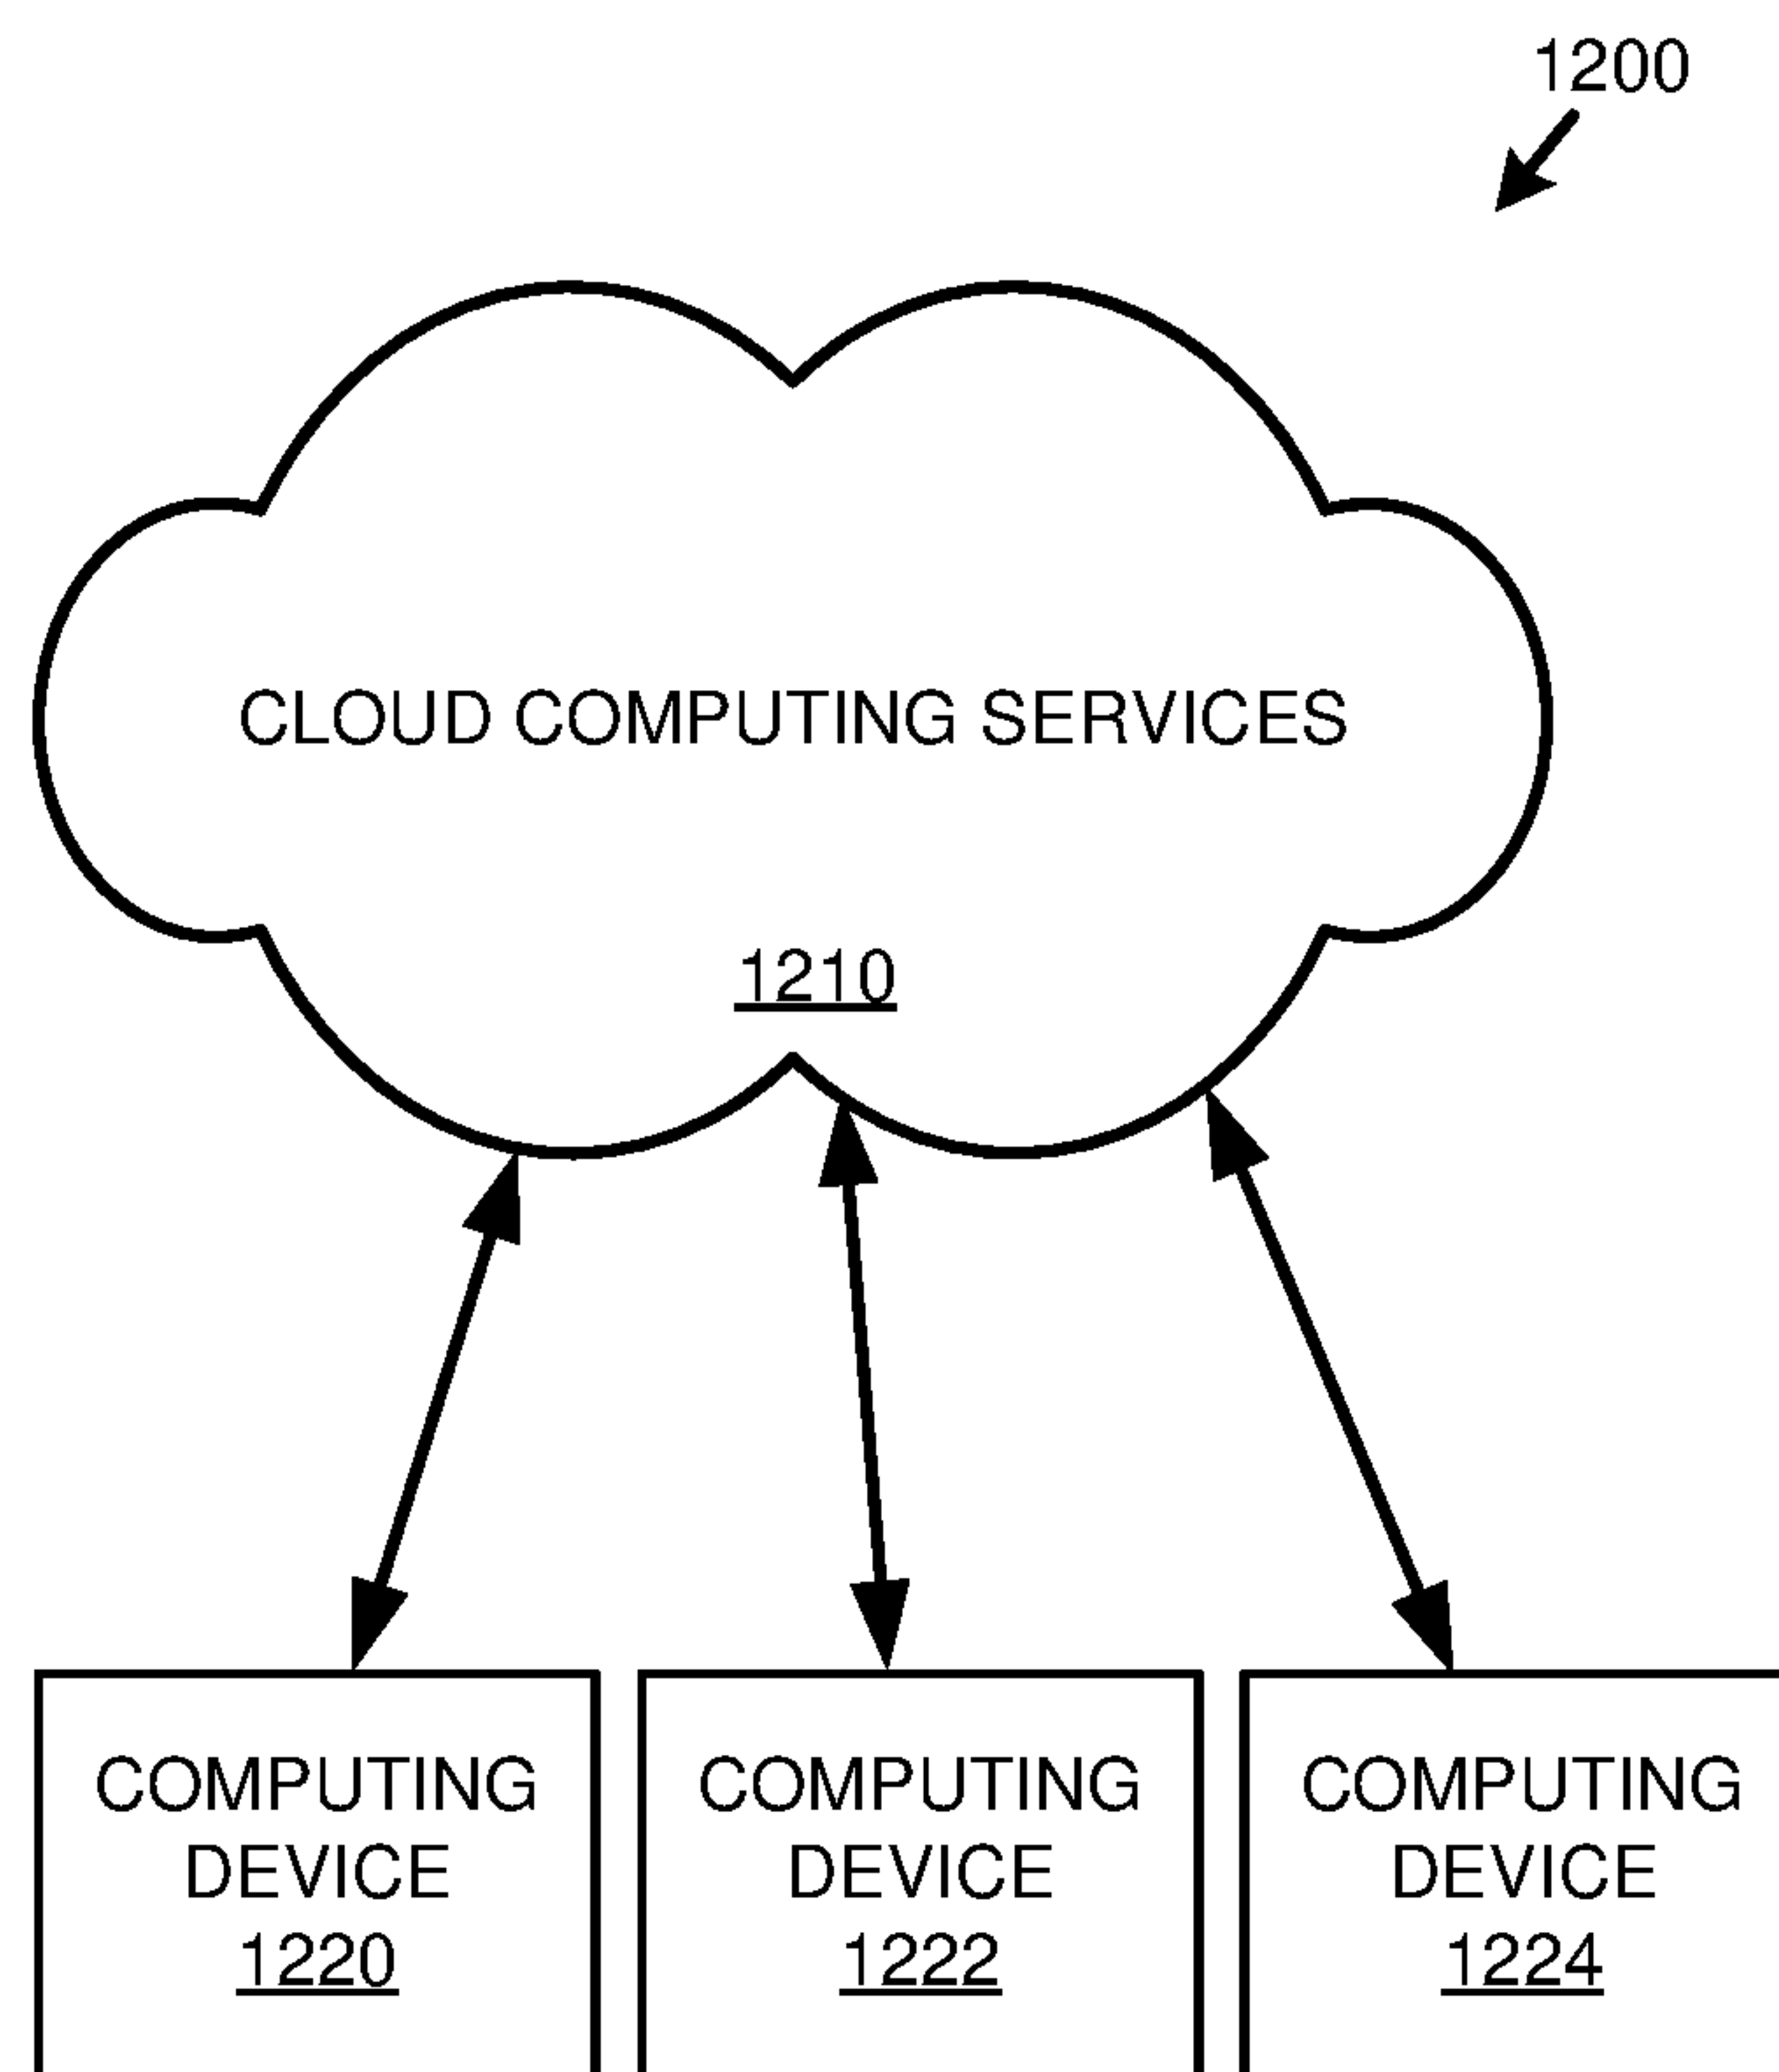 1200
CLOUD COMPUTING SERVICES
1210
COMPUTING
DEVICE
1220
COMPUTING
DEVICE
1222
COMPUTING
DEVICE
1224